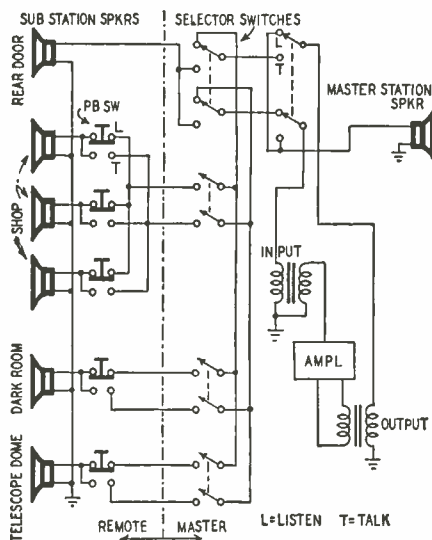 SUB STATION SPKRS
SELECTOR SWITCHES
REAR DOOR
L
T
MASTER STATION
SPKR
PB SW
L
T
SHOP
INPUT
AMPL
OUTPUT
DARK ROOM
TELESCOPE DOME
REMOTE
MASTER
L=LISTEN T=TALK